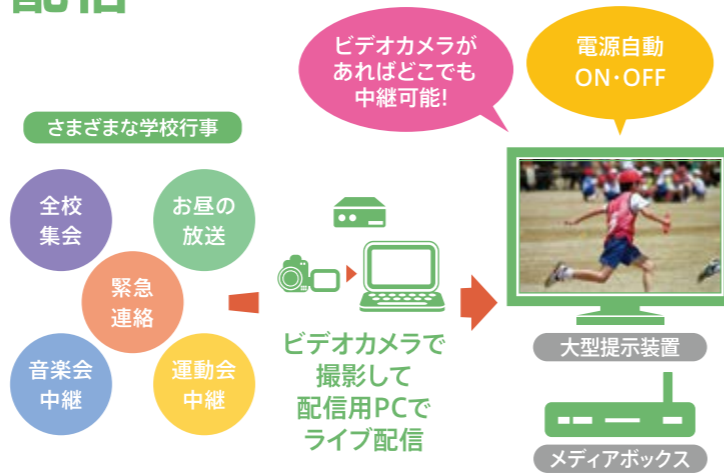 配信
ビデオカメラが
あればどこでも
中継可能!
電源自動
ON・OFF
さまざまな学校行事
全校
集会
お昼の
放送
緊急
連絡
音楽会
中継
運動会
中継
ビデオカメラで
撮影して
配信用PCで
ライブ配信
大型提示装置
メディアボックス